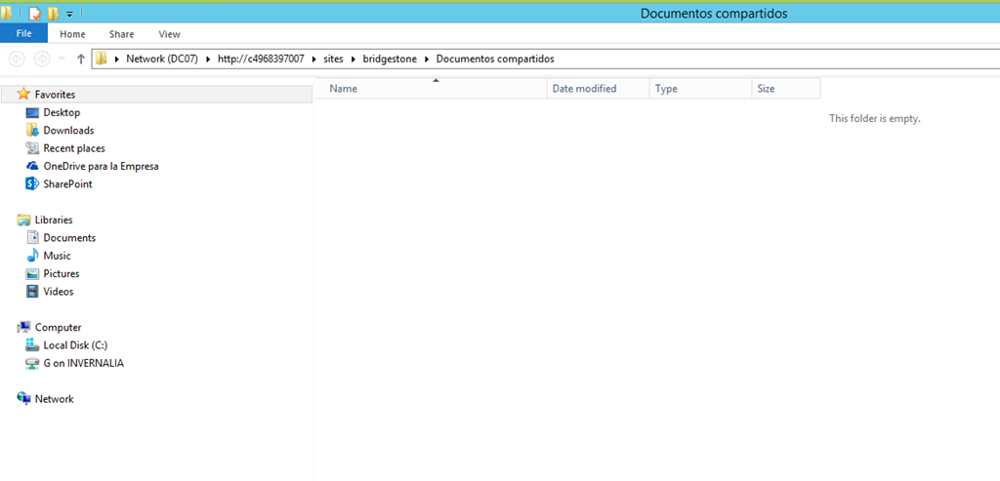 Documentos compartidos
File Home Share View
Network (DC07) http://c4968397007 sites bridgestone Documentos compartidos
Favorites
Desktop
Downloads
Recent places
OneDrive para la Empresa
SharePoint
Libraries
Documents
Music
Pictures
Videos
Computer
Local Disk (C:)
G on INVERNALIA
Network
Name Date modified Type Size
This folder is empty.